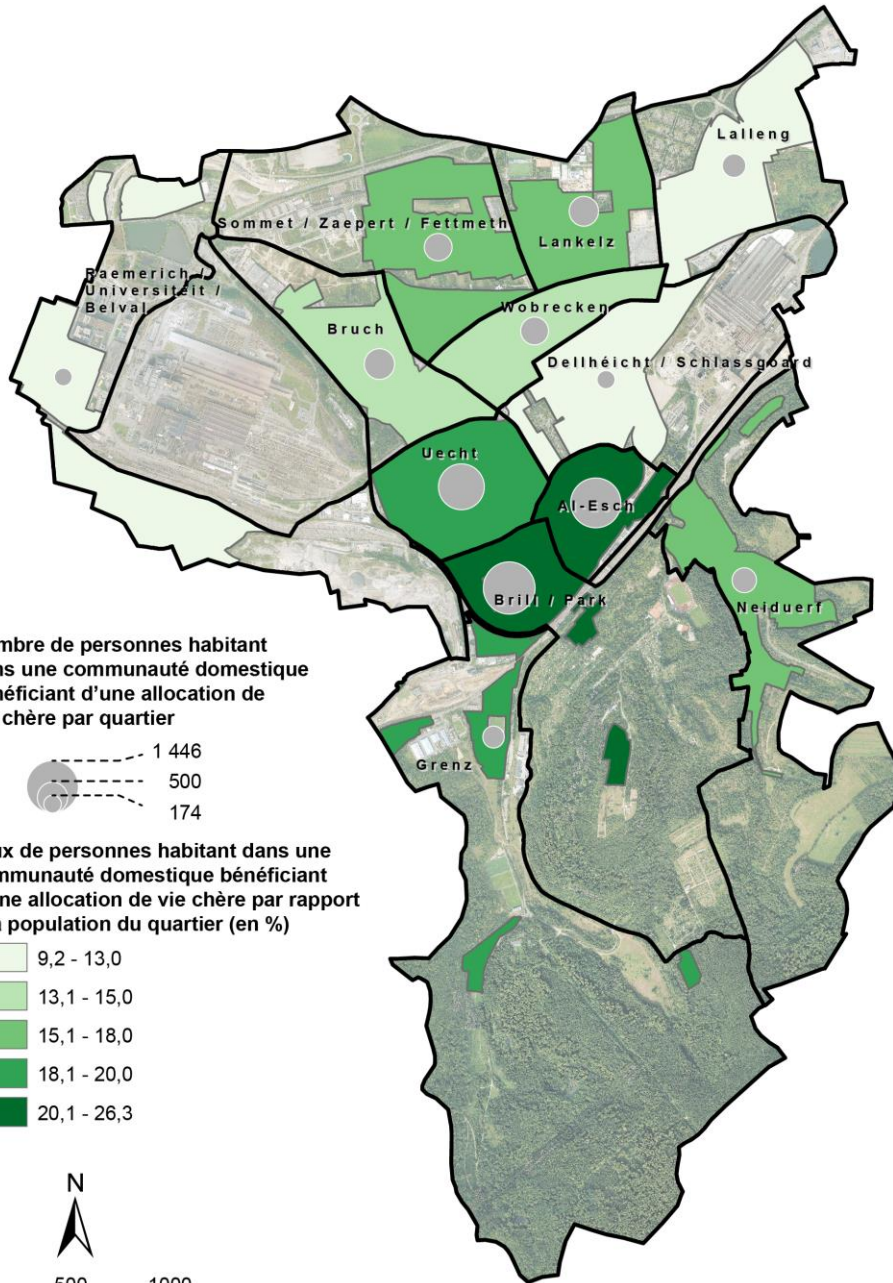 Lalleng
Sommet / Zaepert / Fettmeth
Lankelz
Raemerich /
Universiteit /
Belval
Wobrecken
Bruch
Dellhéicht / Schlassgoard
Uecht
Al-Esch
Brill / Park
Neiduerf
Grenz
mbre de personnes habitant
ns une communauté domestique
néficiant d'une allocation de
chère par quartier
1 446
500
174
ux de personnes habitant dans une
mmunauté domestique bénéficiant
ne allocation de vie chère par rapport
a population du quartier (en %)
9,2 - 13,0
13,1 - 15,0
15,1 - 18,0
18,1 - 20,0
20,1 - 26,3
N
500 1000